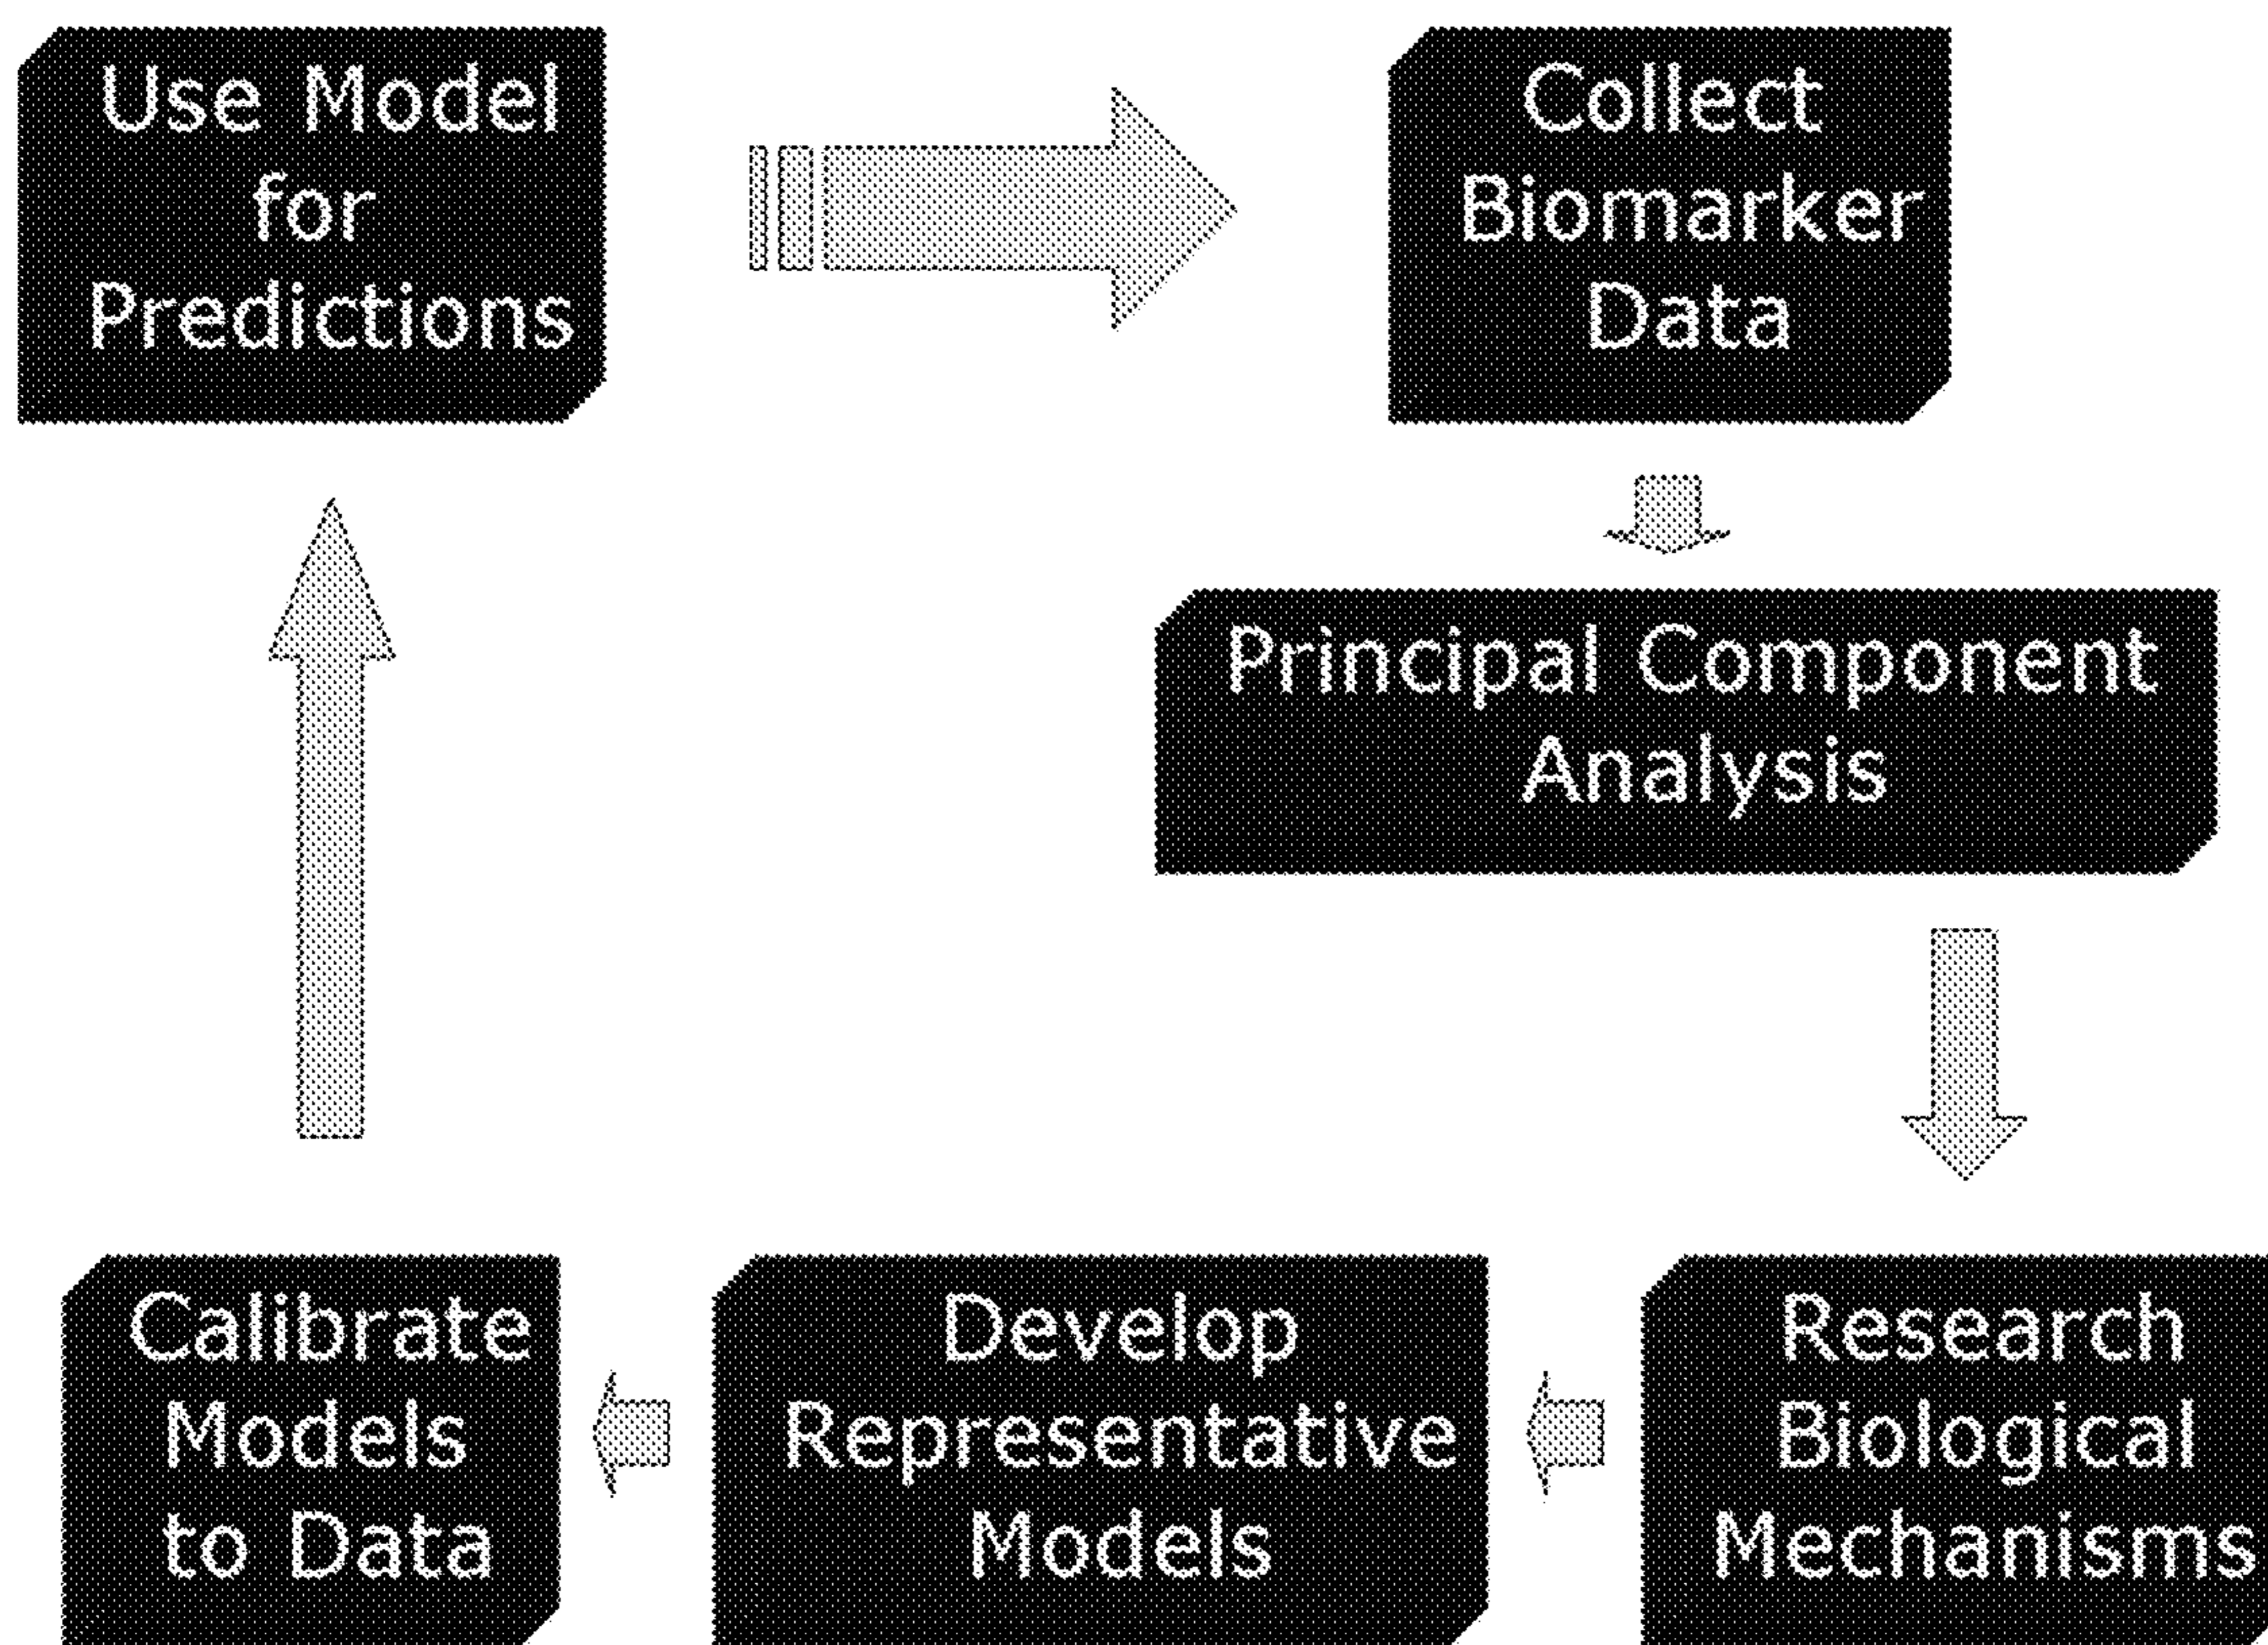 Use Model
for
Predictions
Collect
Biomarker
Data
Principal Component
Analysis
Research
Biological
Mechanisms
Develop
Representative
Models
Calibrate
Models
to Data